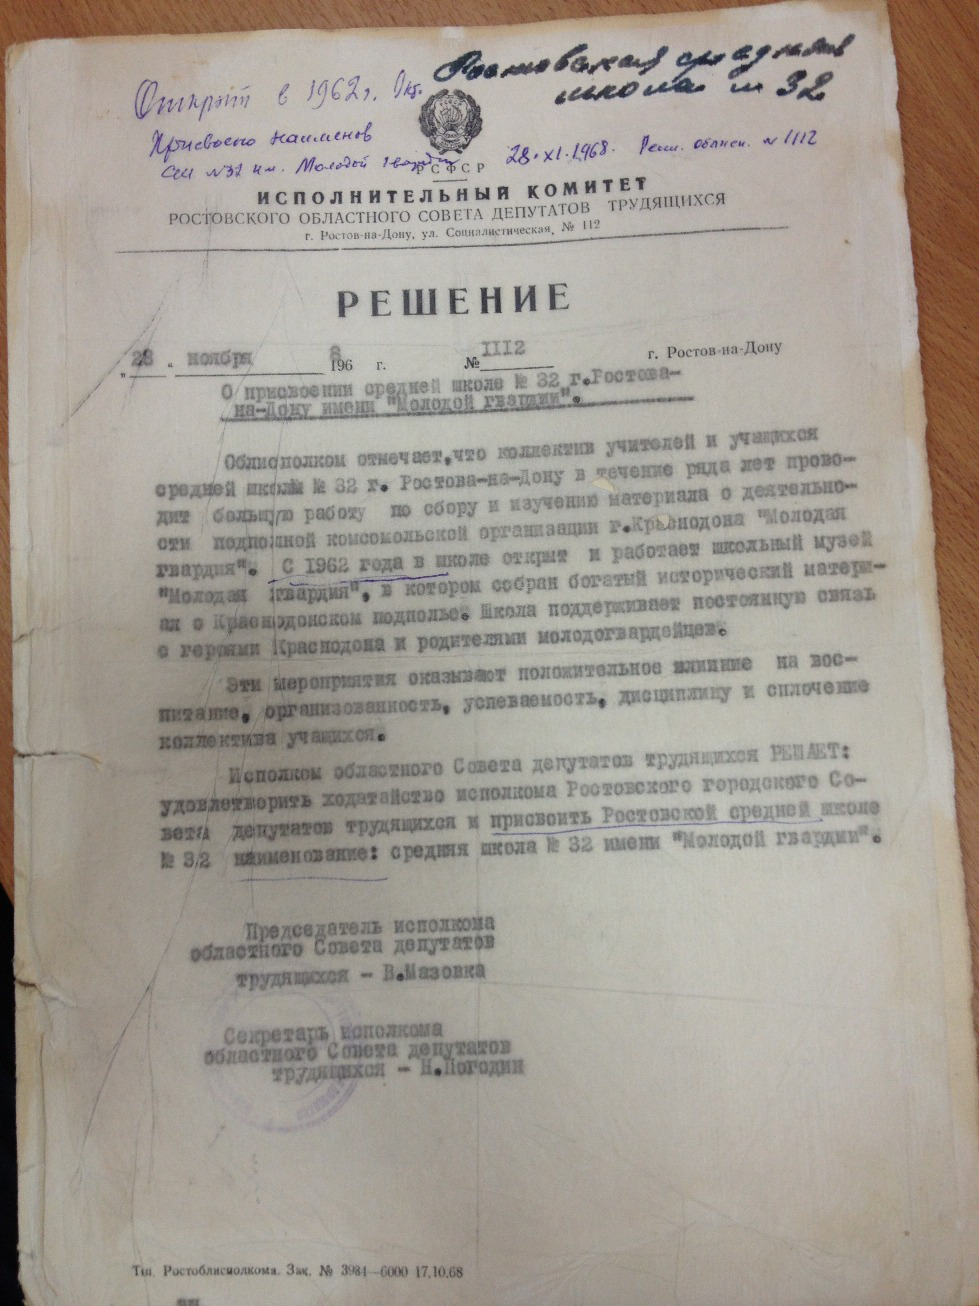 Ростовская средняя
школа № 32
Открыт в 1962 г. Окт.
Присвоено наименов
сш №32 им. Молодой гвардии 28.XI.1968. Реш. облисп. № 1112
РСФСР
ИСПОЛНИТЕЛЬНЫЙ КОМИТЕТ
РОСТОВСКОГО ОБЛАСТНОГО СОВЕТА ДЕПУТАТОВ ТРУДЯЩИХСЯ
г. Ростов-на-Дону, ул. Социалистическая, № 112
РЕШЕНИЕ
„28 “ ноября 1968 г. № 1112 г. Ростов-на-Дону
О присвоении средней школе № 32 г.Ростова-
на-Дону имени "Молодой гвардии".
Облисполком отмечает,что коллектив учителей и учащихся
средней школы № 32 г. Ростова-на-Дону в течение ряда лет прово-
дит большую работу по сбору и изучению материала о деятельно-
сти подпольной комсомольской организации г.Краснодона "Молодая
гвардия". С 1962 года в школе открыт и работает школьный музей
"Молодая гвардия", в котором собран богатый исторический матери-
ал о Краснодонском подполье. Школа поддерживает постоянную связь
с героями Краснодона и родителями молодогвардейцев.
Эти мероприятия оказывают положительное влияние на вос-
питание, организованность, успеваемость, дисциплину и сплочение
коллектива учащихся.
Исполком областного Совета депутатов трудящихся РЕШАЕТ:
удовлетворить ходатайство исполкома Ростовского городского Со-
вета депутатов трудящихся и присвоить Ростовской средней школе
№ 32 наименование: средняя школа № 32 имени "Молодой гвардии".
Председатель исполкома
областного Совета депутатов
трудящихся - В.Мазовка
Секретарь исполкома
областного Совета депутатов
трудящихся - Н.Погодин
Тип. Ростоблисполкома. Зак. № 3984—6000 17.10.68